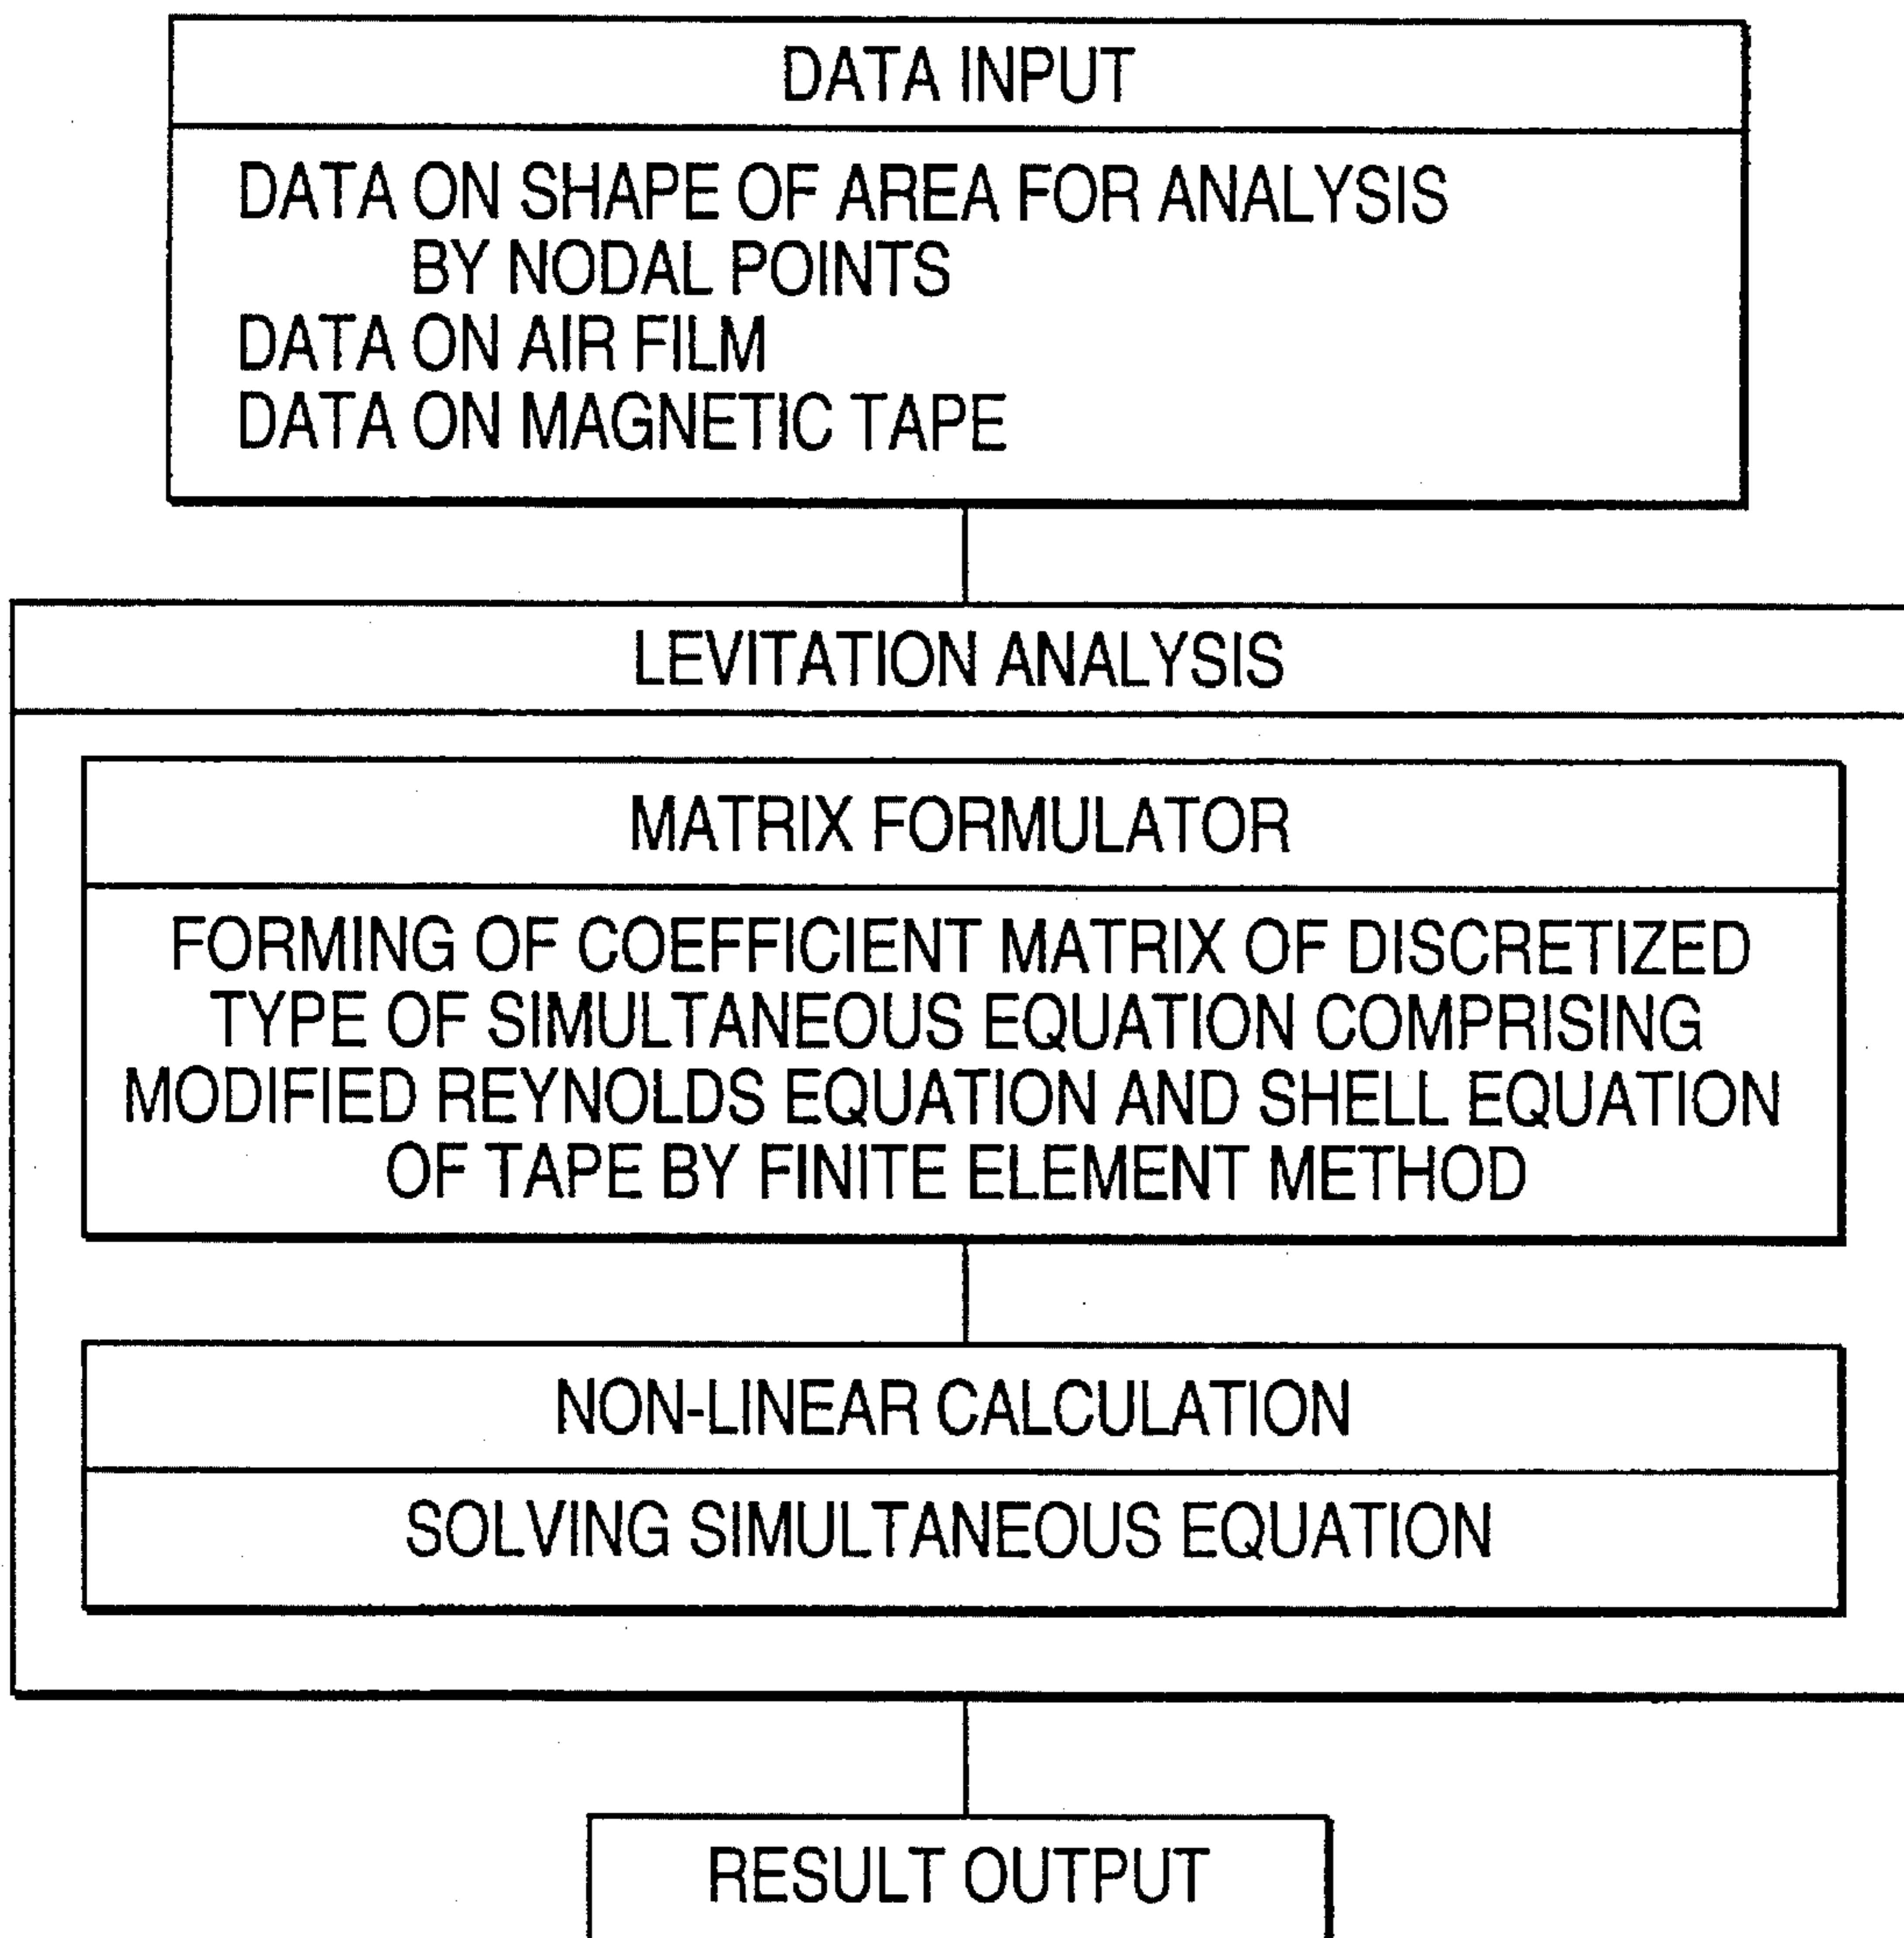 DATA INPUT
DATA ON SHAPE OF AREA FOR ANALYSIS
BY NODAL POINTS
DATA ON AIR FILM
DATA ON MAGNETIC TAPE
LEVITATION ANALYSIS
MATRIX FORMULATOR
FORMING OF COEFFICIENT MATRIX OF DISCRETIZED
TYPE OF SIMULTANEOUS EQUATION COMPRISING
MODIFIED REYNOLDS EQUATION AND SHELL EQUATION
OF TAPE BY FINITE ELEMENT METHOD
NON-LINEAR CALCULATION
SOLVING SIMULTANEOUS EQUATION
RESULT OUTPUT